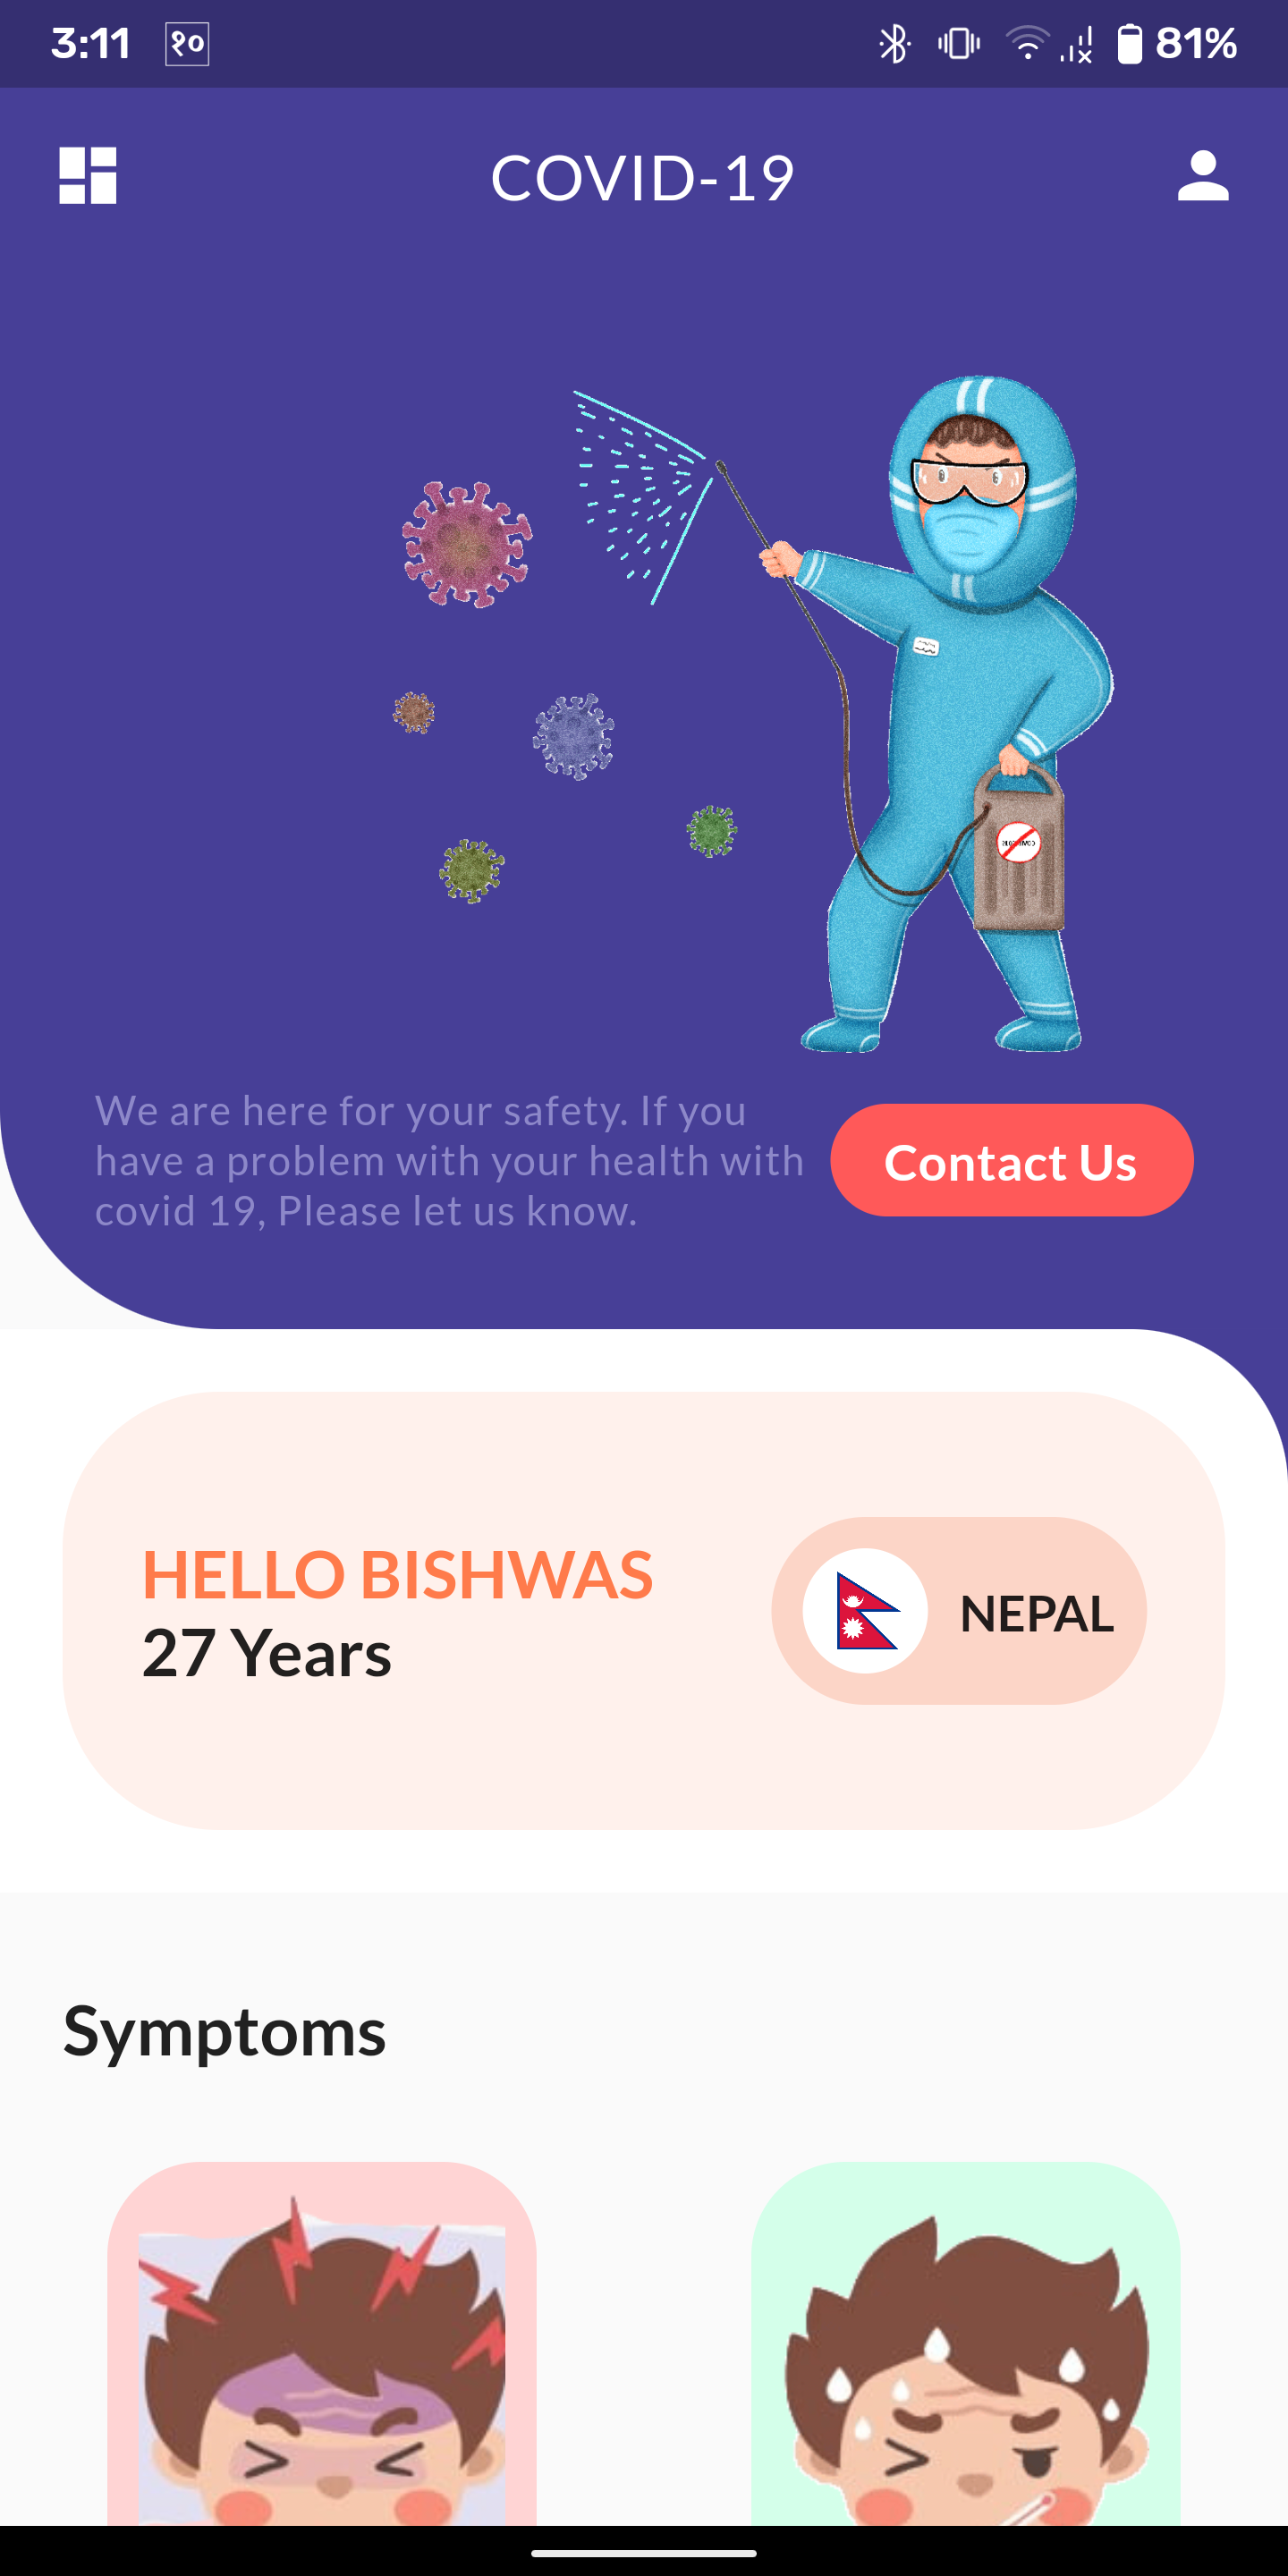 3:11 १० 81%
COVID-19
We are here for your safety. If you
have a problem with your health with
covid 19, Please let us know.
Contact Us
HELLO BISHWAS
27 Years
NEPAL
Symptoms